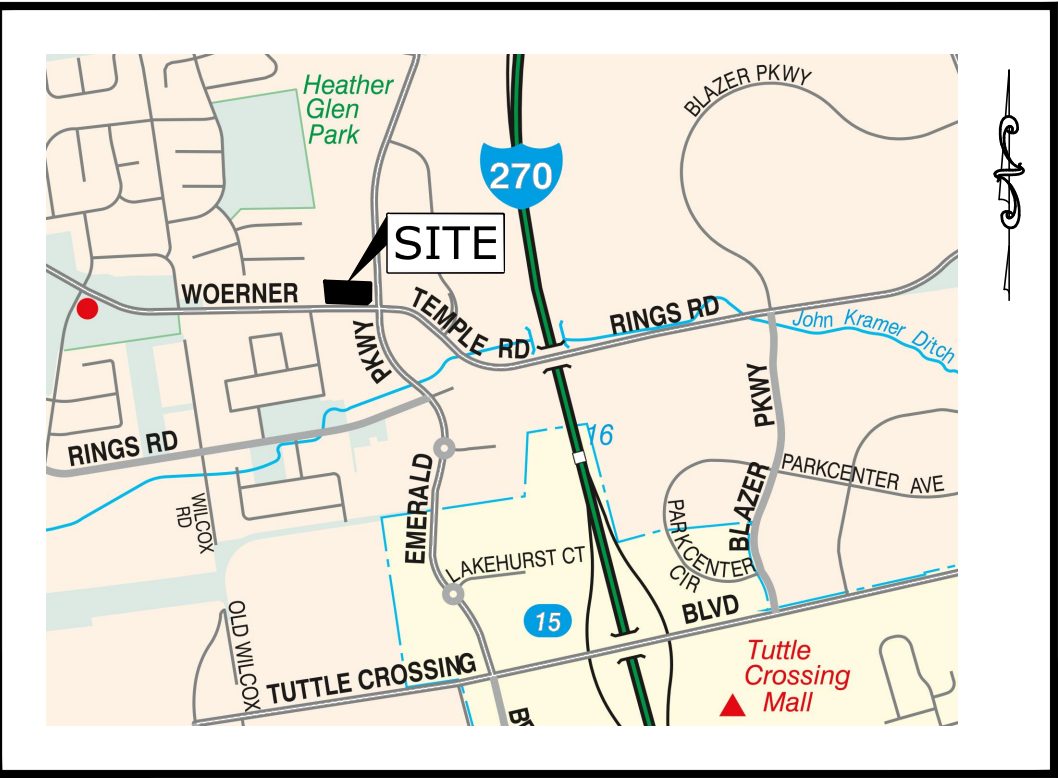 BLAZER PKWY
Heather
Glen
Park
270
SITE
WOERNER
TEMPLE RD
RINGS RD
John Kramer Ditch
PKWY
PKWY
16
RINGS RD
PARKCENTER AVE
EMERALD
BLAZER
WILCOX
RD
PARKCENTER
CIR
LAKEHURST CT
OLD WILCOX
15
BLVD
TUTTLE CROSSING
Tuttle
Crossing
Mall